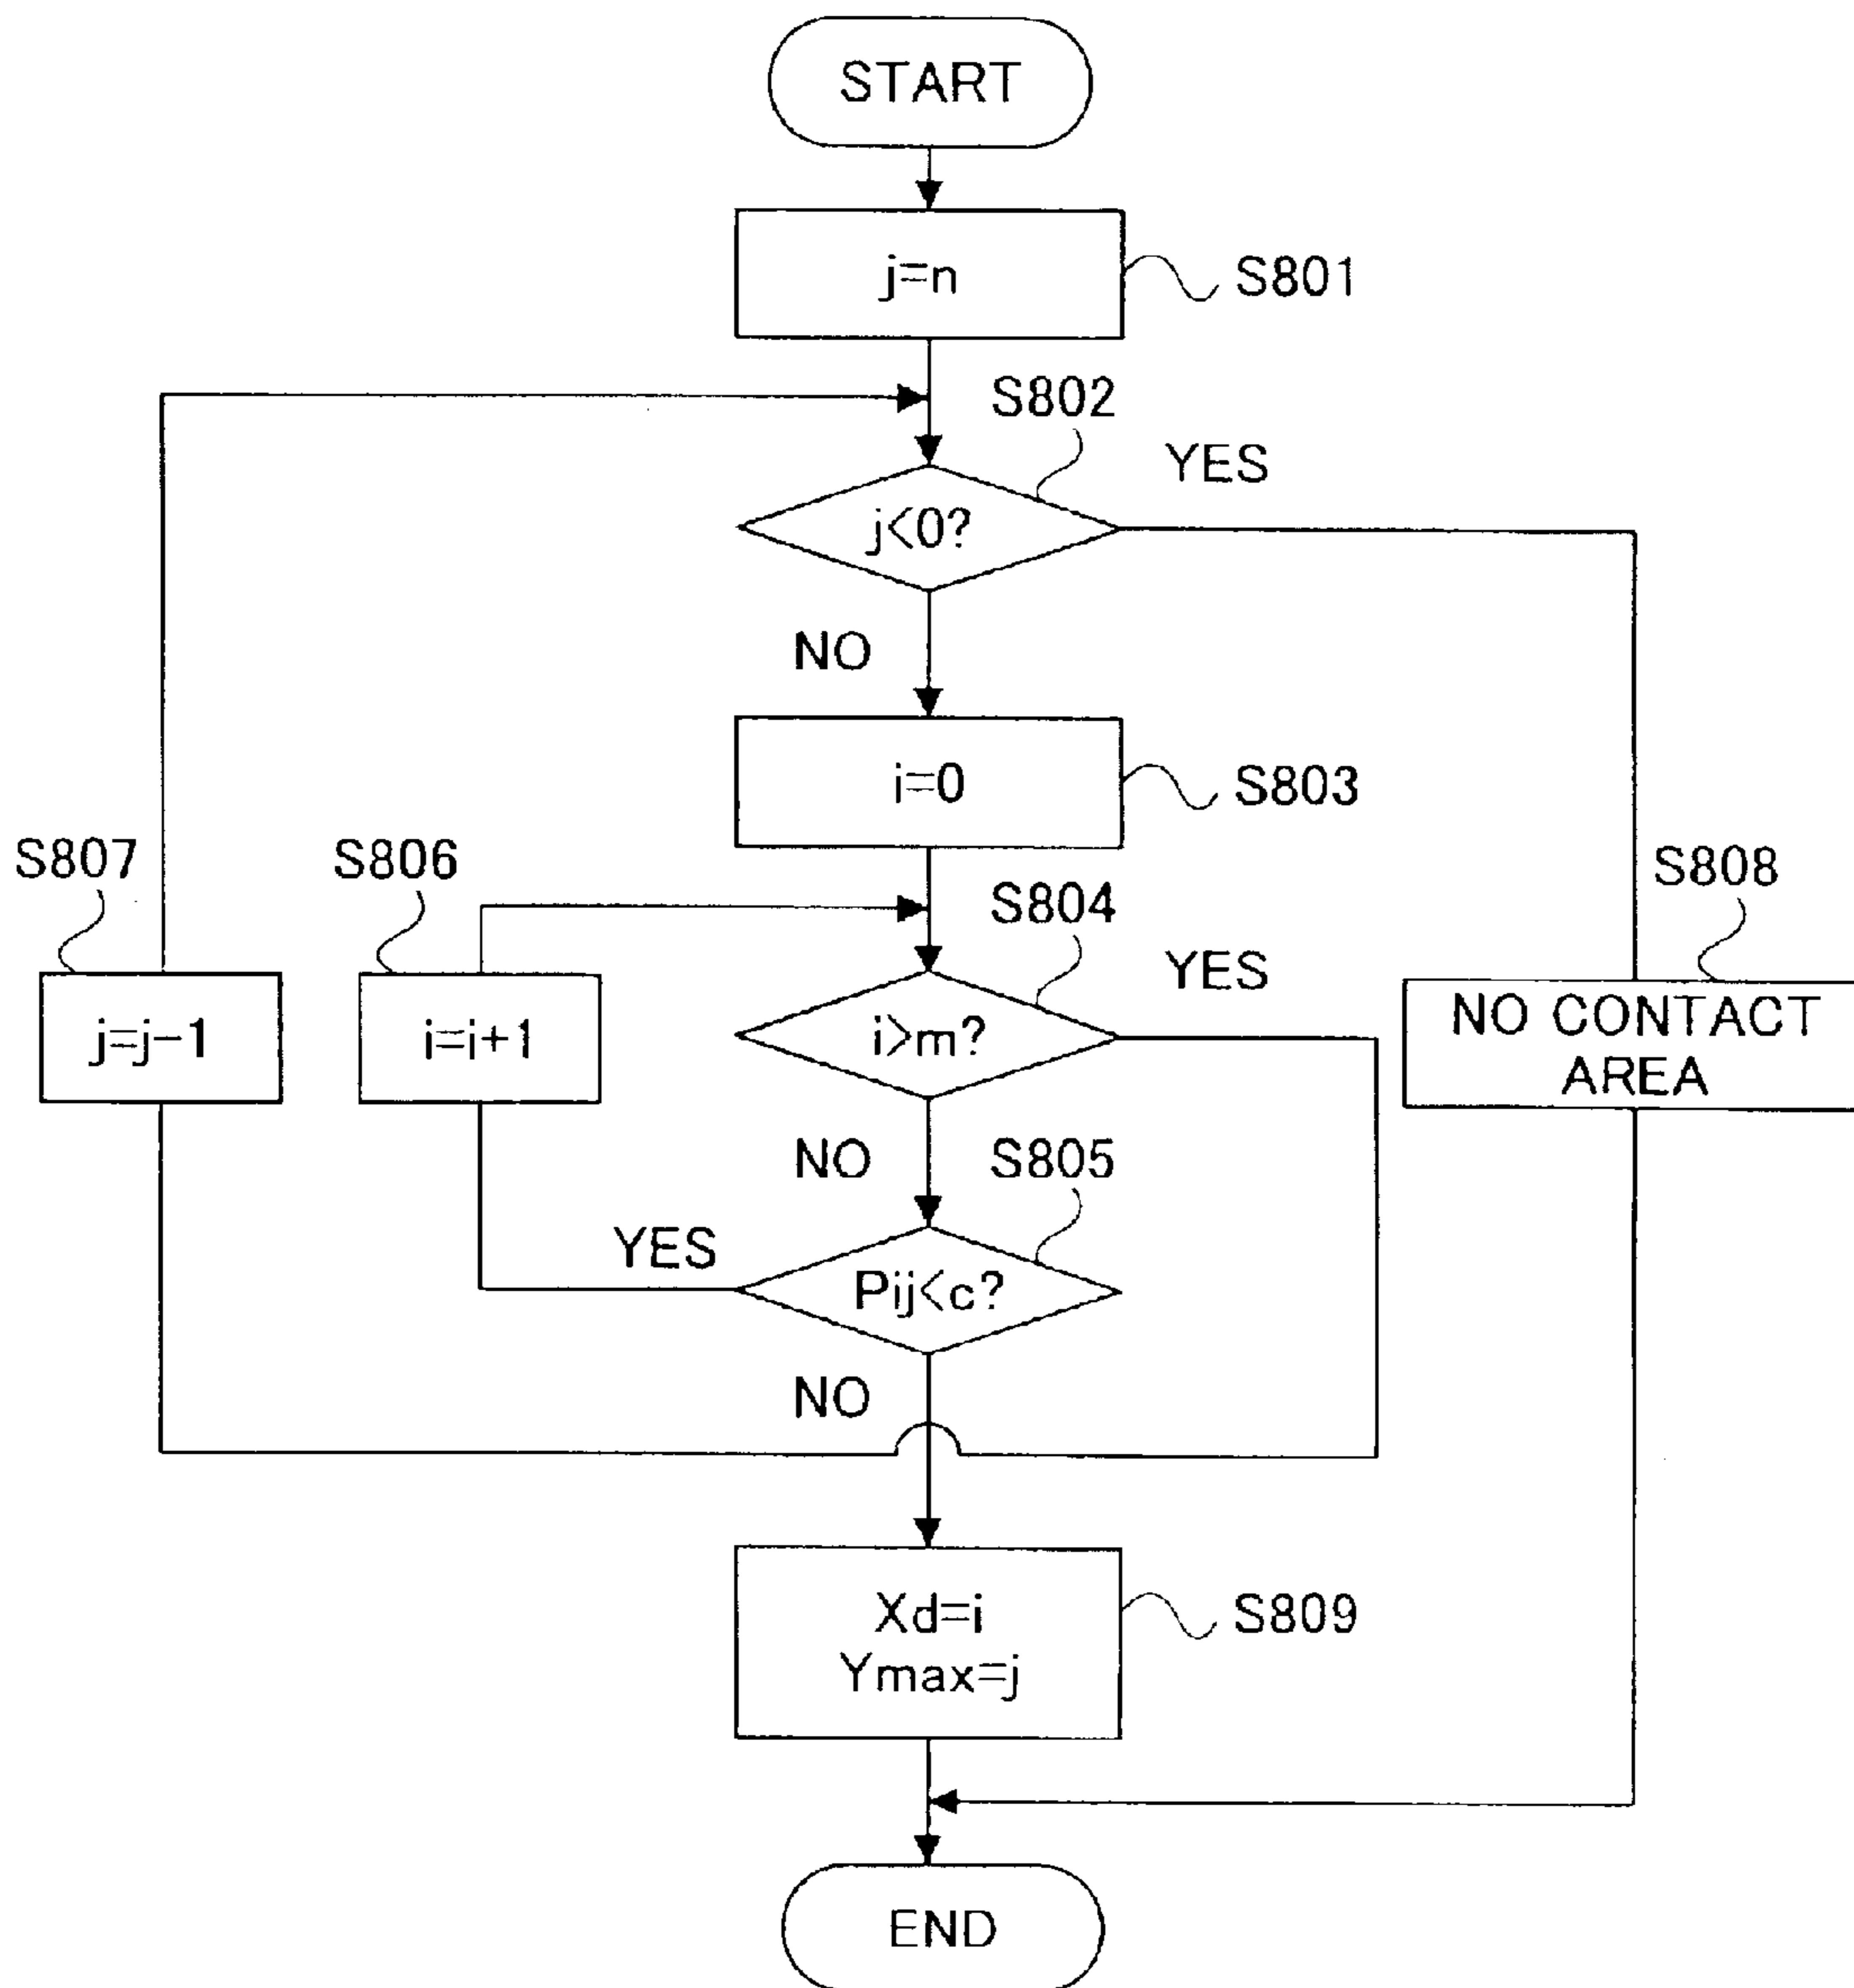 START
j=n
S801
S802
YES
j<0?
NO
i=0
S803
S807
S806
S804
S808
YES
j=j-1
i=i+1
i>m?
NO CONTACT
AREA
NO
S805
YES
Pij<c?
NO
Xd=i
Ymax=j
S809
END